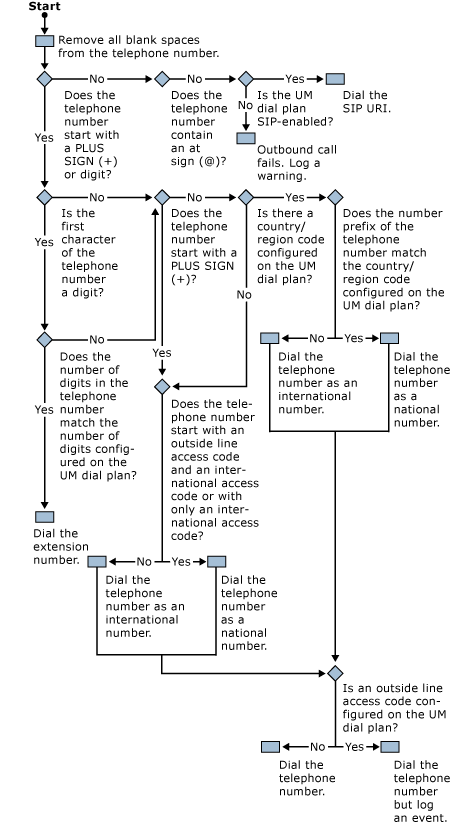 Start
Remove all blank spaces
from the telephone number.
No
No
Yes
Does the
telephone
number
start with
a PLUS
SIGN (+)
or digit?
Does the
telephone
number
contain
an at
sign (@)?
Is the UM
dial plan
SIP-enabled?
Dial the
SIP URI.
No
Outbound call
fails. Log a
warning.
Yes
No
No
Yes
Is the
first
character
of the
telephone
number
a digit?
Does the
telephone
number
start with a
PLUS SIGN
(+)?
Is there a
country/
region code
configured
on the UM
dial plan?
Does the number
prefix of the
telephone
number match
the country/
region code
configured on the
UM dial plan?
Yes
No
No
Yes
No
Yes
Does the
number of
digits in the
telephone
number
match the
number of
digits config-
ured on the
UM dial plan?
Dial the
telephone
number as an
international
number.
Dial the
telephone
number
as a
national
number.
Yes
Does the tele-
phone number
start with an
outside line
access code
and an inter-
national access
code or with
only an inter-
national access
code?
Dial the
extension
number.
No
Yes
Dial the
telephone
number as an
international
number.
Dial the
telephone
number
as a
national
number.
Is an outside line
access code con-
figured on the UM
dial plan?
No
Yes
Dial the
telephone
number.
Dial the
telephone
number
but log
an event.